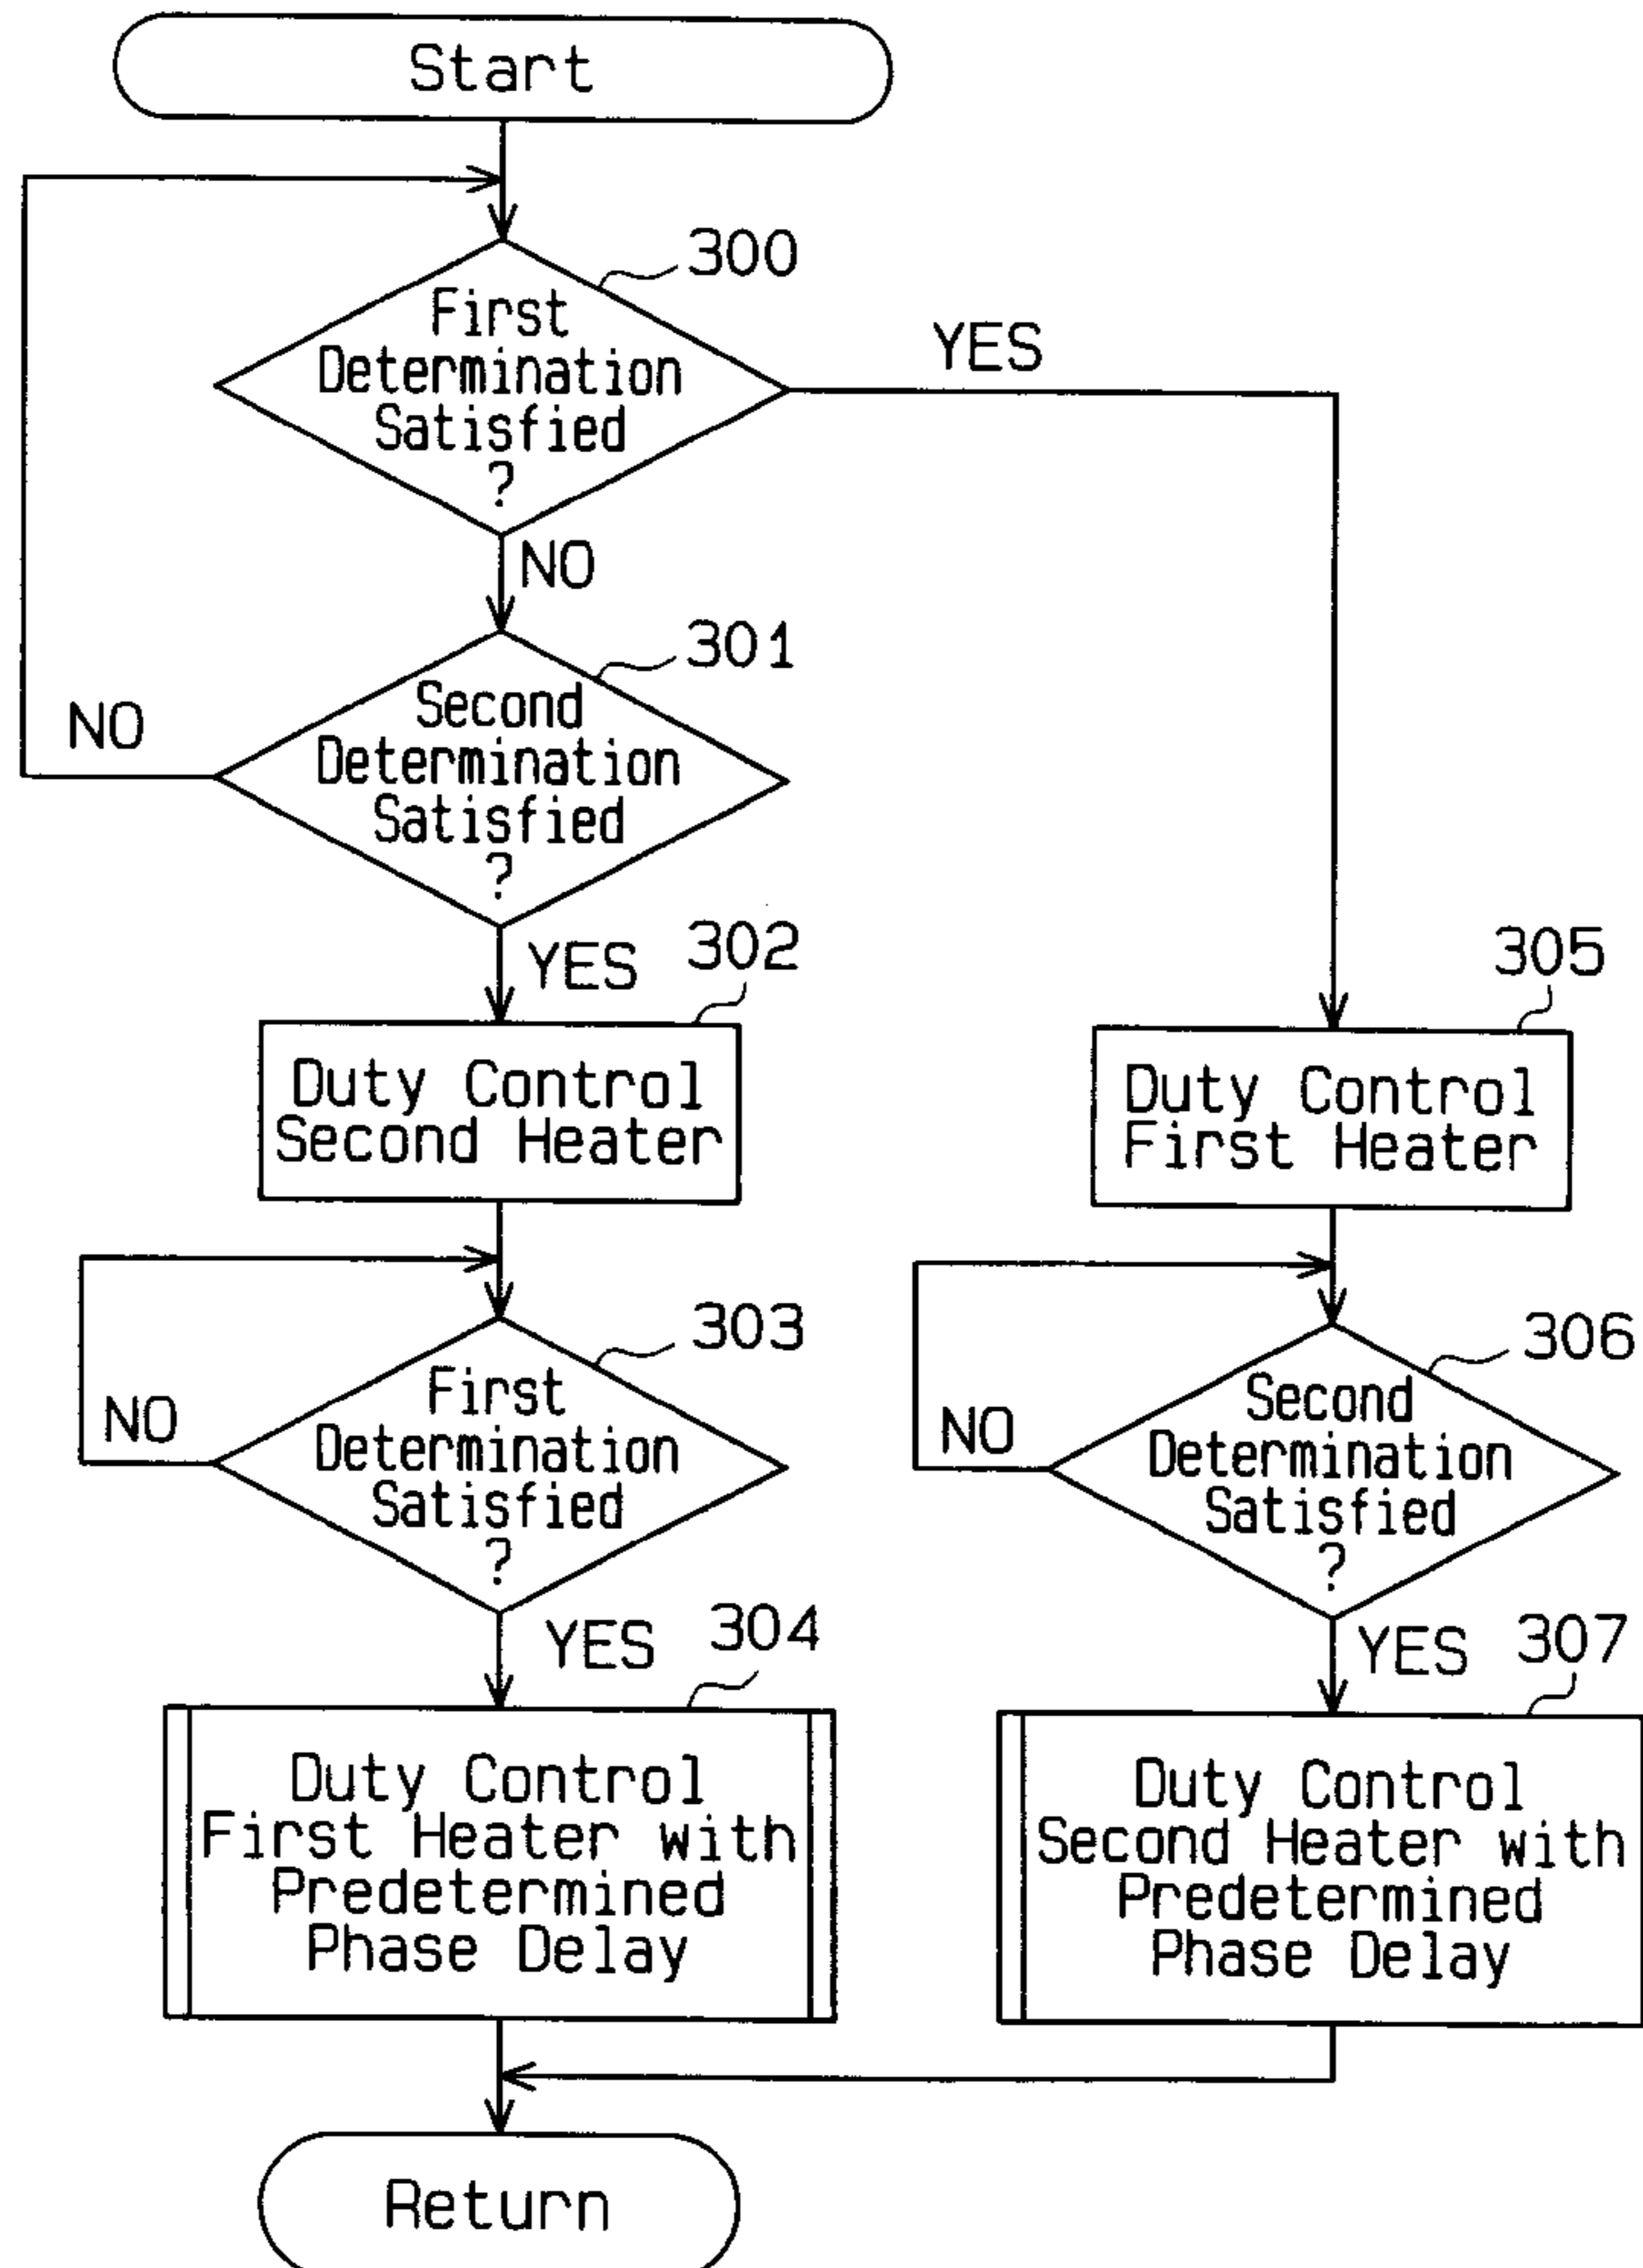 Start
300
First
Determination
Satisfied
?
YES
NO
301
Second
Determination
Satisfied
?
NO
YES
302
Duty Control
Second Heater
305
Duty Control
First Heater
303
First
Determination
Satisfied
?
NO
YES
306
Second
Determination
Satisfied
?
NO
YES
304
Duty Control
First Heater with
Predetermined
Phase Delay
307
Duty Control
Second Heater with
Predetermined
Phase Delay
Return